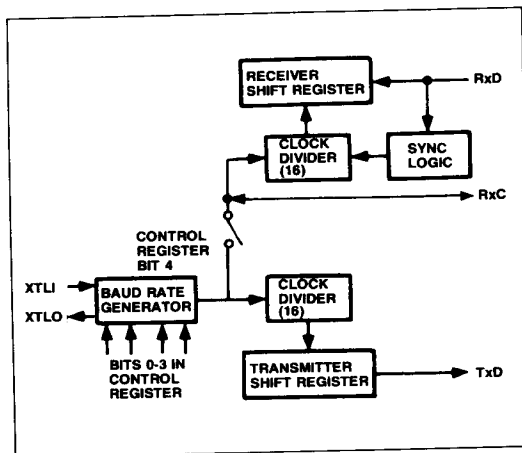 RECEIVER
SHIFT REGISTER
RxD
CLOCK
DIVIDER
(16)
SYNC
LOGIC
RxC
CONTROL
REGISTER
BIT 4
XTLI
XTLO
BAUD RATE
GENERATOR
CLOCK
DIVIDER
(16)
BITS 0-3 IN
CONTROL
REGISTER
TRANSMITTER
SHIFT REGISTER
TxD